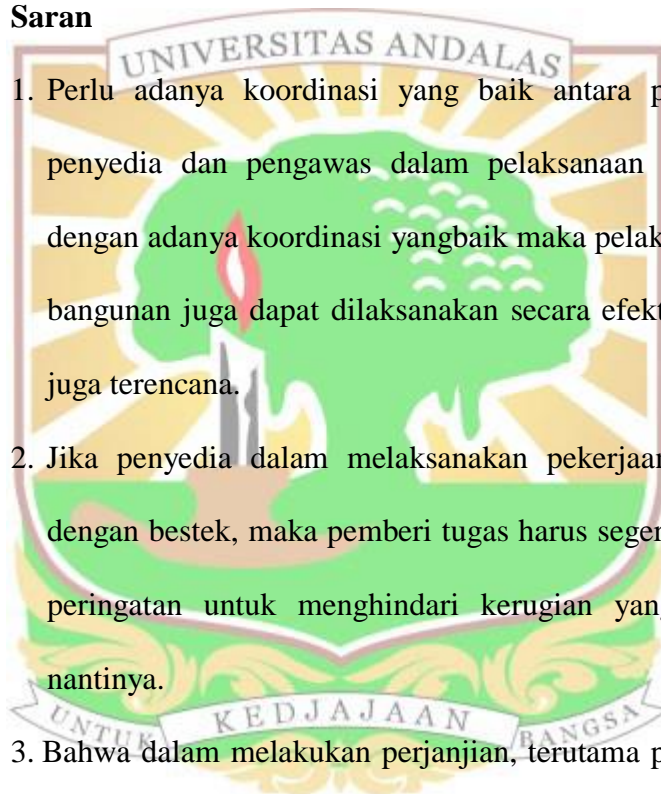 Saran
UNIVERSITAS ANDALAS
1. Perlu adanya koordinasi yang baik antara p
penyedia dan pengawas dalam pelaksanaan
dengan adanya koordinasi yangbaik maka pelak
bangunan juga dapat dilaksanakan secara efekt
juga terencana.
2. Jika penyedia dalam melaksanakan pekerjaan
dengan bestek, maka pemberi tugas harus seger
peringatan untuk menghindari kerugian yang
nantinya.
UNTUK KEDJAJAAN BANGSA
3. Bahwa dalam melakukan perjanjian, terutama p